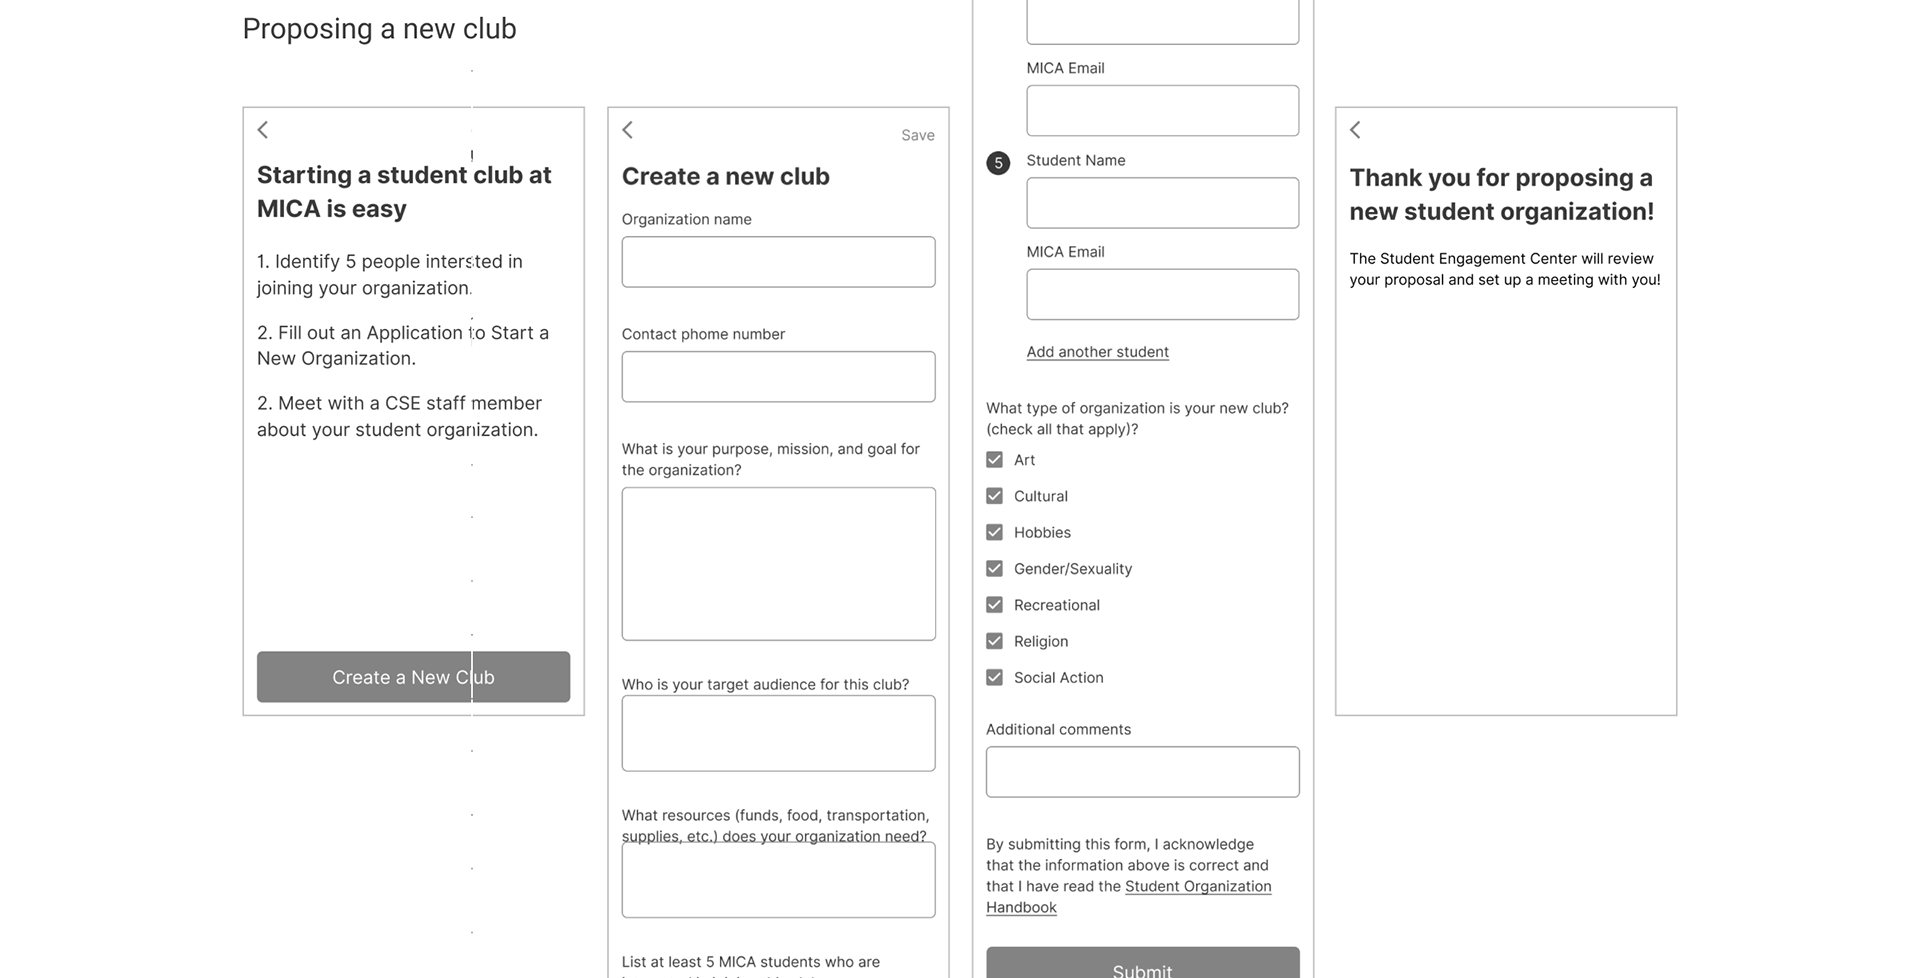 Proposing a new club
Starting a student club at
MICA is easy
1. Identify 5 people intersted in
joining your organization.
2. Fill out an Application to Start a
New Organization.
2. Meet with a CSE staff member
about your student organization.
Create a New Club
Save
Create a new club
Organization name
Contact phome number
What is your purpose, mission, and goal for
the organization?
Who is your target audience for this club?
What resources (funds, food, transportation,
supplies, etc.) does your organization need?
List at least 5 MICA students who are
MICA Email
5 Student Name
MICA Email
Add another student
What type of organization is your new club?
(check all that apply)?
Art
Cultural
Hobbies
Gender/Sexuality
Recreational
Religion
Social Action
Additional comments
By submitting this form, I acknowledge
that the information above is correct and
that I have read the Student Organization
Handbook
Submit
Thank you for proposing a
new student organization!
The Student Engagement Center will review
your proposal and set up a meeting with you!